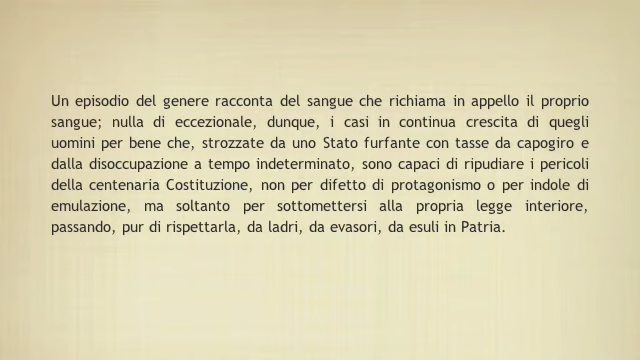 Un episodio del genere racconta del sangue che richiama in appello il proprio
sangue; nulla di eccezionale, dunque, i casi in continua crescita di quegli
uomini per bene che, strozzate da uno Stato furfante con tasse da capogiro e
dalla disoccupazione a tempo indeterminato, sono capaci di ripudiare i pericoli
della centenaria Costituzione, non per difetto di protagonismo o per indole di
emulazione, ma soltanto per sottomettersi alla propria legge interiore,
passando, pur di rispettarla, da ladri, da evasori, da esuli in Patria.